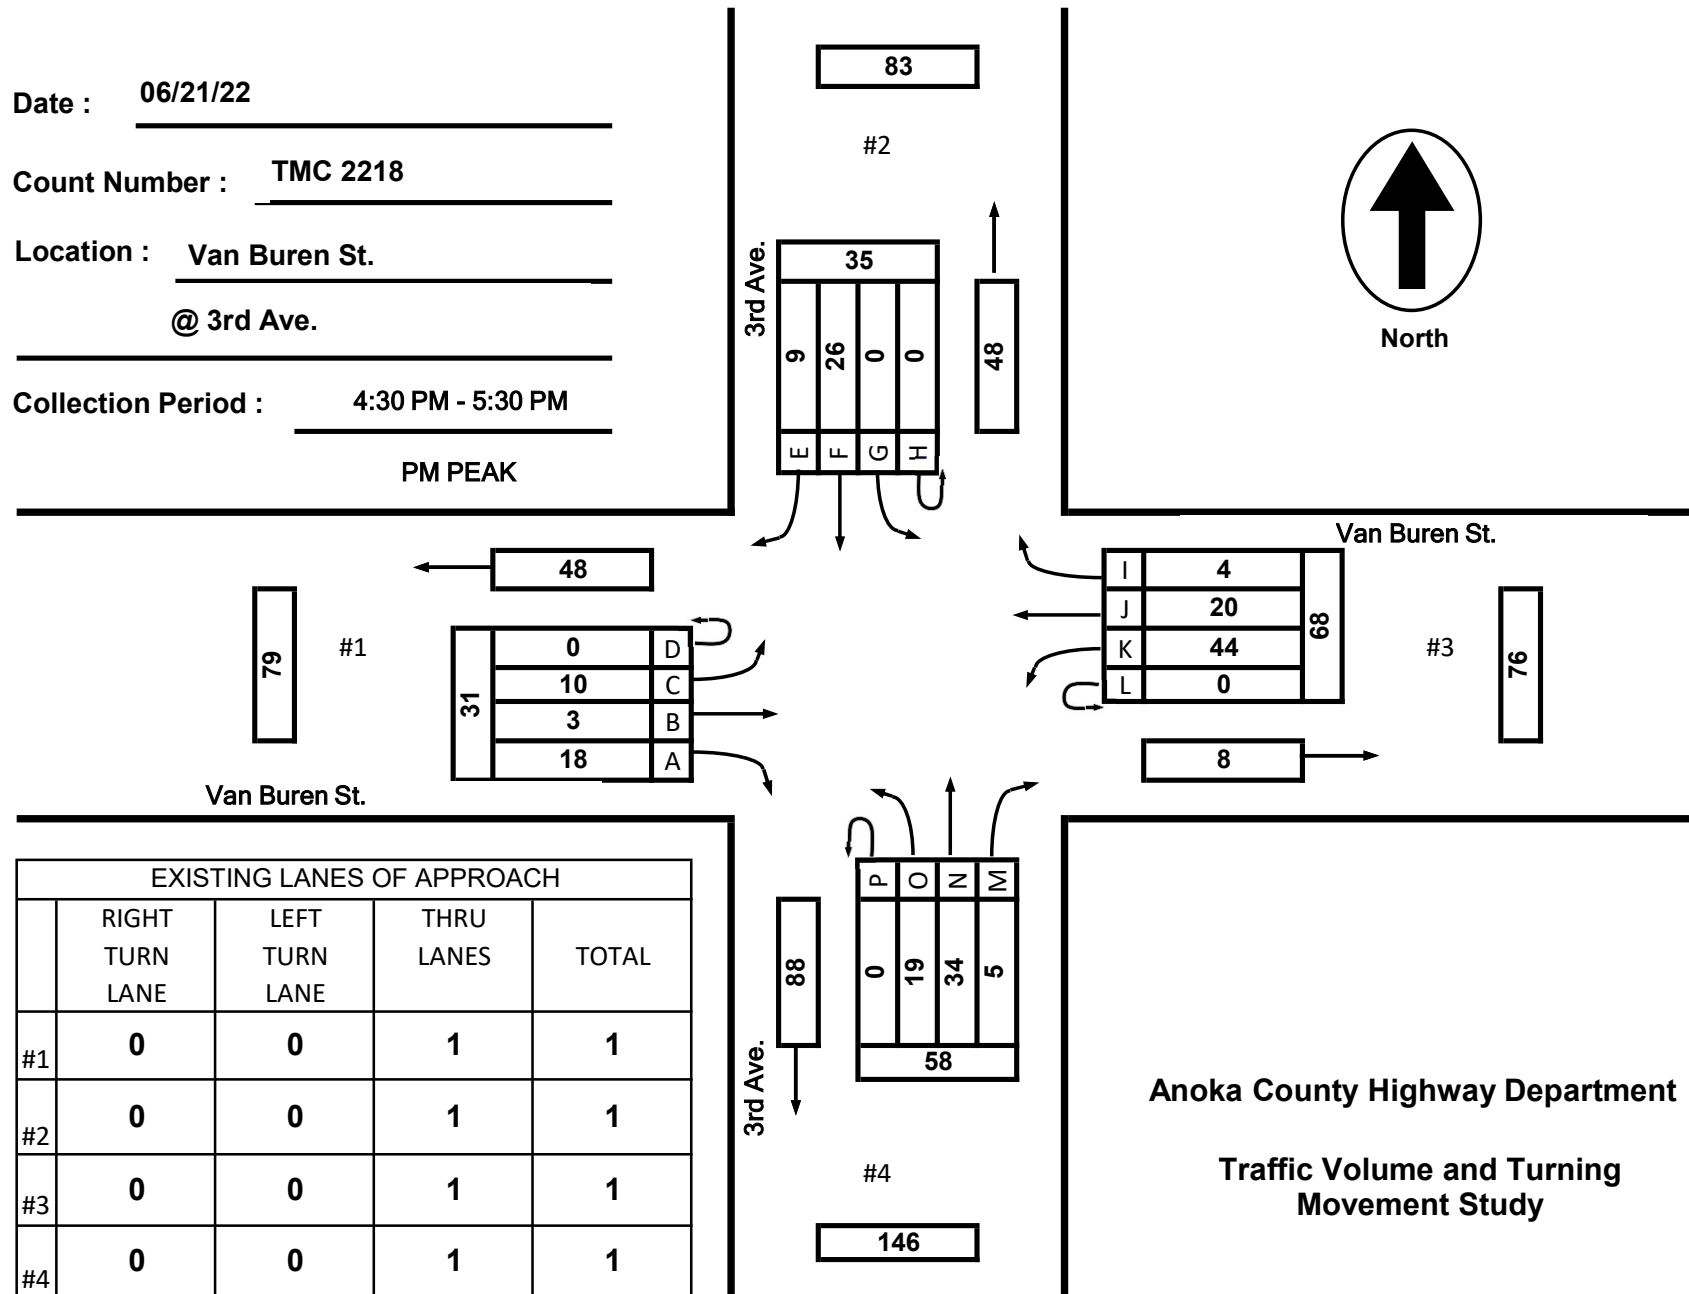 Date : 06/21/22
Count Number : TMC 2218
Location : Van Buren St.
@ 3rd Ave.
Collection Period : 4:30 PM - 5:30 PM
PM PEAK
83
#2
3rd Ave.
35
9 26 0 0
E F G H
48
North
Van Buren St.
48
79
#1
31
0 D
10 C
3 B
18 A
Van Buren St.
I 4
J 20
K 44
L 0
68
#3
76
8
P O N M
0 19 34 5
58
88
3rd Ave.
#4
146
EXISTING LANES OF APPROACH
RIGHT TURN LANE
LEFT TURN LANE
THRU LANES
TOTAL
#1 0 0 1 1
#2 0 0 1 1
#3 0 0 1 1
#4 0 0 1 1
Anoka County Highway Department
Traffic Volume and Turning
Movement Study